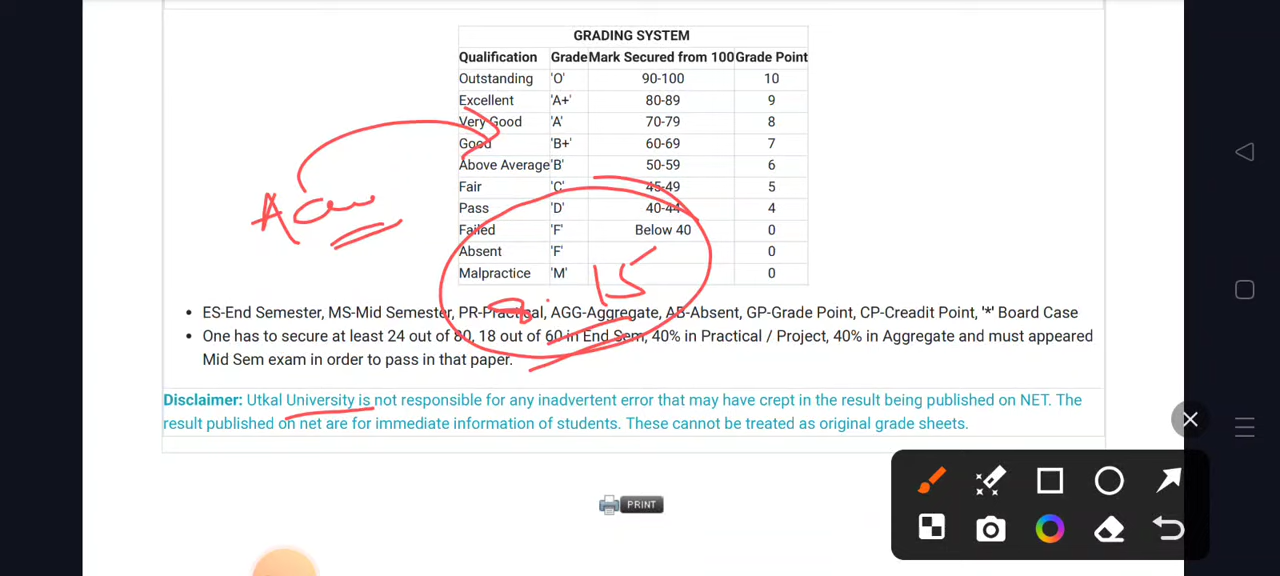 GRADING SYSTEM
Qualification Grade Mark Secured from 100 Grade Point
Outstanding 'O' 90-100 10
Excellent 'A+' 80-89 9
Very Good 'A' 70-79 8
Good 'B+' 60-69 7
Above Average 'B' 50-59 6
Fair 'C' 45-49 5
Pass 'D' 40-44 4
Failed 'F' Below 40 0
Absent 'F' 0
Malpractice 'M' 0
15
• ES-End Semester, MS-Mid Semester, PR-Practical, AGG-Aggregate, AB-Absent, GP-Grade Point, CP-Creadit Point, '*' Board Case
• One has to secure at least 24 out of 80, 18 out of 60 in End Sem, 40% in Practical / Project, 40% in Aggregate and must appeared
Mid Sem exam in order to pass in that paper.
Disclaimer: Utkal University is not responsible for any inadvertent error that may have crept in the result being published on NET. The
result published on net are for immediate information of students. These cannot be treated as original grade sheets.
PRINT